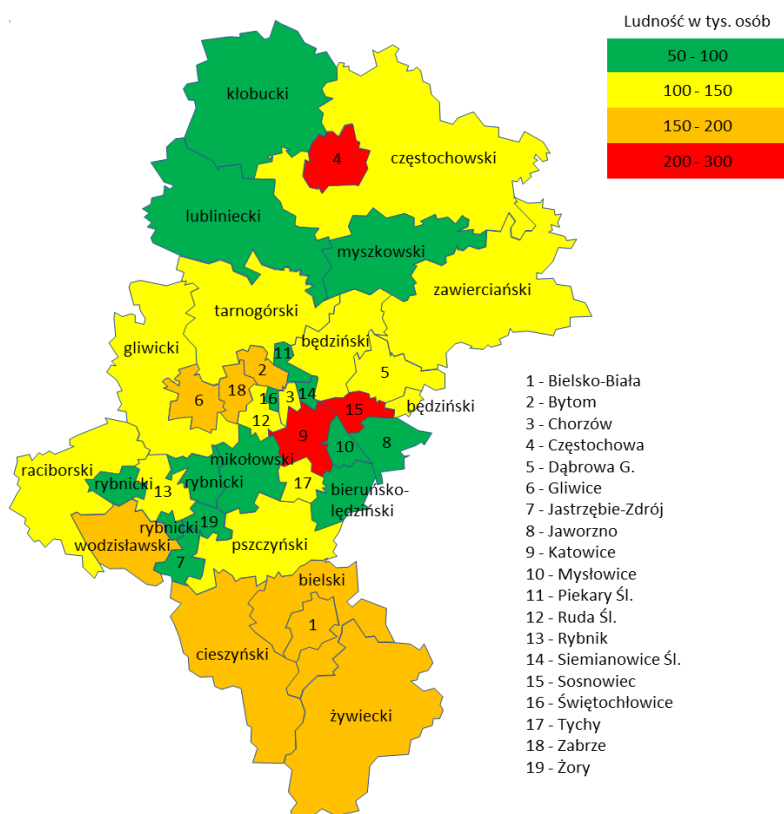 Ludność w tys. osób
50 - 100
100 - 150
150 - 200
200 - 300
kłobucki
4
częstochowski
lubliniecki
myszkowski
zawierciański
tarnogórski
gliwicki
będziński
11
2
5
18
6
16
3
14
12
15
będziński
9
10
8
mikołowski
raciborski
rybnicki
13
rybnicki
17
bieruńsko-
lędziński
19
rybnicki
wodzisławski
7
pszczyński
bielski
1
cieszyński
żywiecki
1 - Bielsko-Biała
2 - Bytom
3 - Chorzów
4 - Częstochowa
5 - Dąbrowa G.
6 - Gliwice
7 - Jastrzębie-Zdrój
8 - Jaworzno
9 - Katowice
10 - Mysłowice
11 - Piekary Śl.
12 - Ruda Śl.
13 - Rybnik
14 - Siemianowice Śl.
15 - Sosnowiec
16 - Świętochłowice
17 - Tychy
18 - Zabrze
19 - Żory